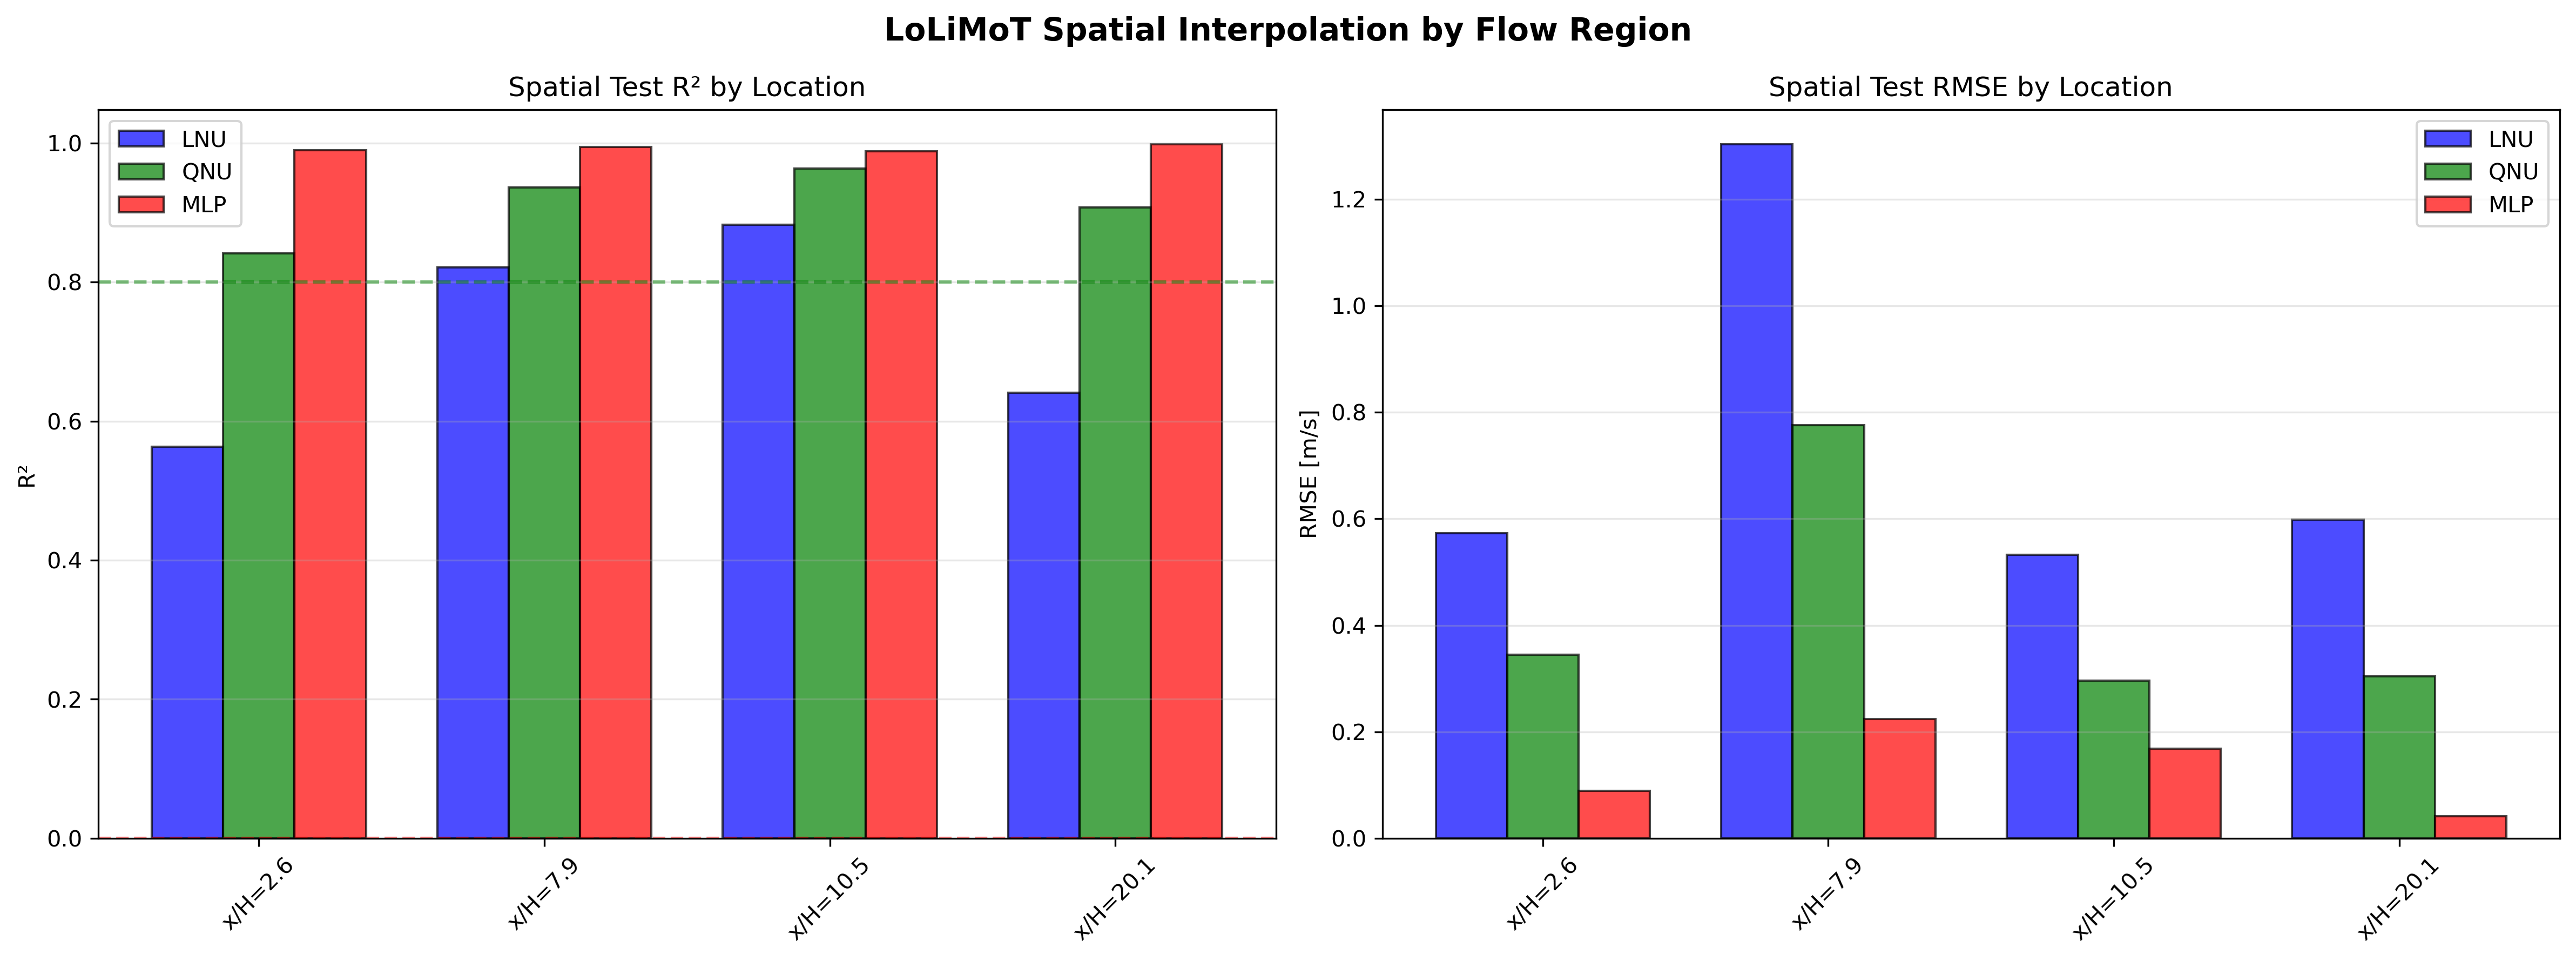 LoLiMoT Spatial Interpolation by Flow Region
Spatial Test R² by Location
R²
1.0
0.8
0.6
0.4
0.2
0.0
LNU
QNU
MLP
x/H=2.6
x/H=7.9
x/H=10.5
x/H=20.1
Spatial Test RMSE by Location
RMSE [m/s]
1.2
1.0
0.8
0.6
0.4
0.2
0.0
LNU
QNU
MLP
x/H=2.6
x/H=7.9
x/H=10.5
x/H=20.1